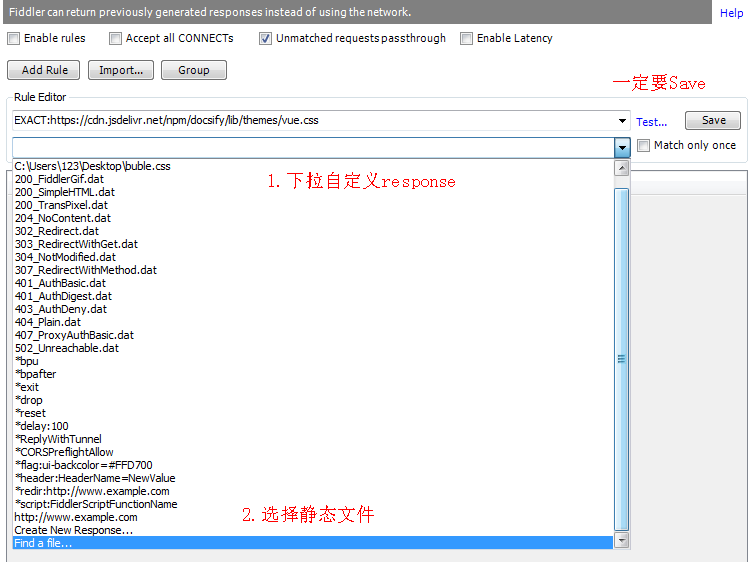 Fiddler can return previously generated responses instead of using the network.
Help
Enable rules Accept all CONNECTs Unmatched requests passthrough Enable Latency
Add Rule Import... Group
一定要Save
Rule Editor
EXACT:https://cdn.jsdelivr.net/npm/docsify/lib/themes/vue.css
Test... Save
Match only once
C:\Users\123\Desktop\buble.css
1.下拉自定义response
200_FiddlerGif.dat
200_SimpleHTML.dat
200_TransPixel.dat
204_NoContent.dat
302_Redirect.dat
303_RedirectWithGet.dat
304_NotModified.dat
307_RedirectWithMethod.dat
401_AuthBasic.dat
401_AuthDigest.dat
403_AuthDeny.dat
404_Plain.dat
407_ProxyAuthBasic.dat
502_Unreachable.dat
*bpu
*bpafter
*exit
*drop
*reset
*delay:100
*ReplyWithTunnel
*CORSPreflightAllow
*flag:ui-backcolor=#FFD700
*header:HeaderName=NewValue
*redir:http://www.example.com
*script:FiddlerScriptFunctionName
http://www.example.com
2.选择静态文件
Create New Response...
Find a file...